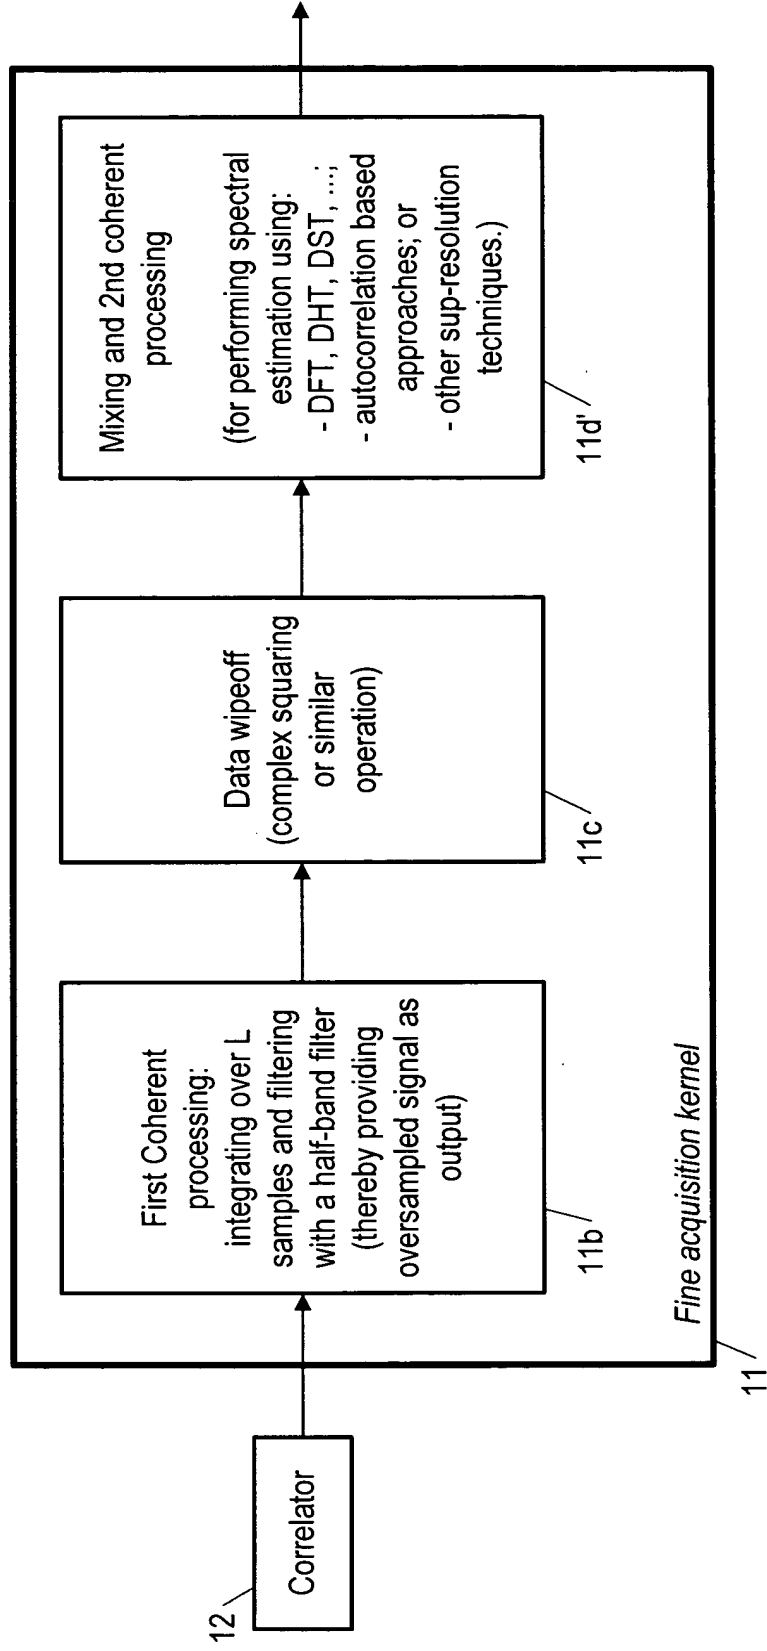 12
Correlator
First Coherent
processing:
integrating over L
samples and filtering
with a half-band filter
(thereby providing
oversampled signal as
output)
11b
Data wipeoff
(complex squaring
or similar
operation)
11c
Mixing and 2nd coherent
processing
(for performing spectral
estimation using:
- DFT, DHT, DST, ...;
- autocorrelation based
approaches; or
- other sup-resolution
techniques.)
11d'
Fine acquisition kernel
11